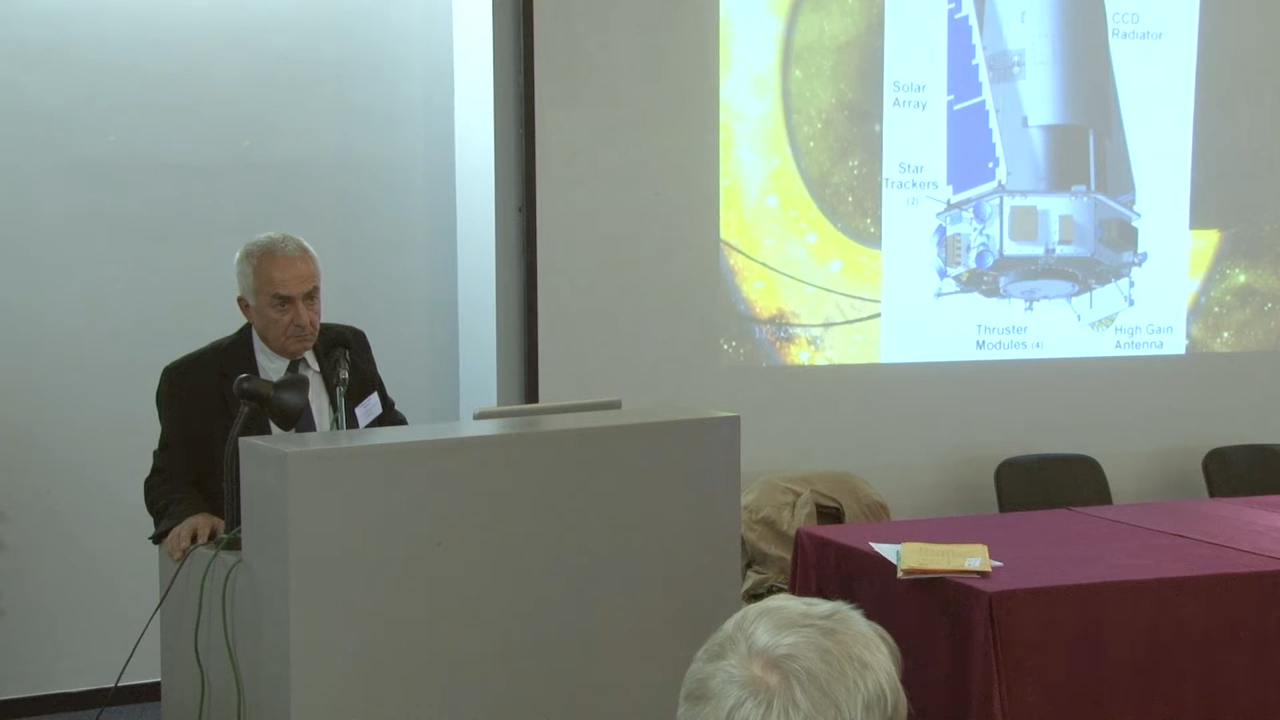 CCD
Radiator
Solar
Array
Star
Trackers
(2)
Thruster
Modules (4)
High Gain
Antenna